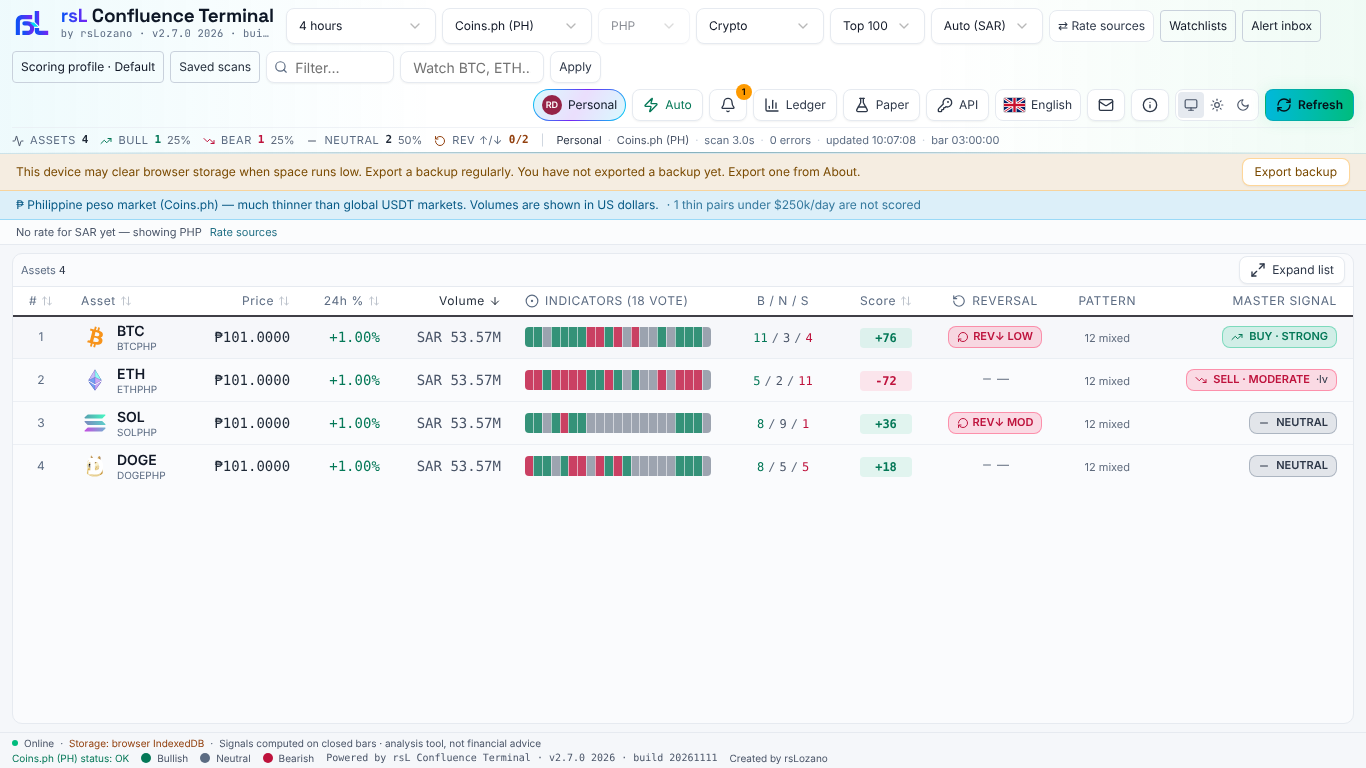 rsL Confluence Terminal
by rsLozano · v2.7.0 2026 · bui…
4 hours
Coins.ph (PH)
PHP
Crypto
Top 100
Auto (SAR)
⇄ Rate sources
Watchlists
Alert inbox
Scoring profile · Default
Saved scans
Filter...
Watch BTC, ETH..
Apply
RD Personal
Auto
1
Ledger
Paper
API
English
Refresh
ASSETS 4 BULL 1 25% BEAR 1 25% NEUTRAL 2 50% REV ↑/↓ 0/2 Personal · Coins.ph (PH) · scan 3.0s · 0 errors · updated 10:07:08 · bar 03:00:00
This device may clear browser storage when space runs low. Export a backup regularly. You have not exported a backup yet. Export one from About.
Export backup
₱ Philippine peso market (Coins.ph) — much thinner than global USDT markets. Volumes are shown in US dollars. · 1 thin pairs under $250k/day are not scored
No rate for SAR yet — showing PHP Rate sources
Assets 4
Expand list
# Asset Price 24h % Volume ↓ INDICATORS (18 VOTE) B / N / S Score REVERSAL PATTERN MASTER SIGNAL
1 BTC ₱101.0000 +1.00% SAR 53.57M 11 / 3 / 4 +76 REV↓ LOW 12 mixed BUY · STRONG
BTCPHP
2 ETH ₱101.0000 +1.00% SAR 53.57M 5 / 2 / 11 -72 — — 12 mixed SELL · MODERATE ·lv
ETHPHP
3 SOL ₱101.0000 +1.00% SAR 53.57M 8 / 9 / 1 +36 REV↓ MOD 12 mixed — NEUTRAL
SOLPHP
4 DOGE ₱101.0000 +1.00% SAR 53.57M 8 / 5 / 5 +18 — — 12 mixed — NEUTRAL
DOGEPHP
Online · Storage: browser IndexedDB · Signals computed on closed bars · analysis tool, not financial advice
Coins.ph (PH) status: OK Bullish Neutral Bearish Powered by rsL Confluence Terminal · v2.7.0 2026 · build 20261111 Created by rsLozano